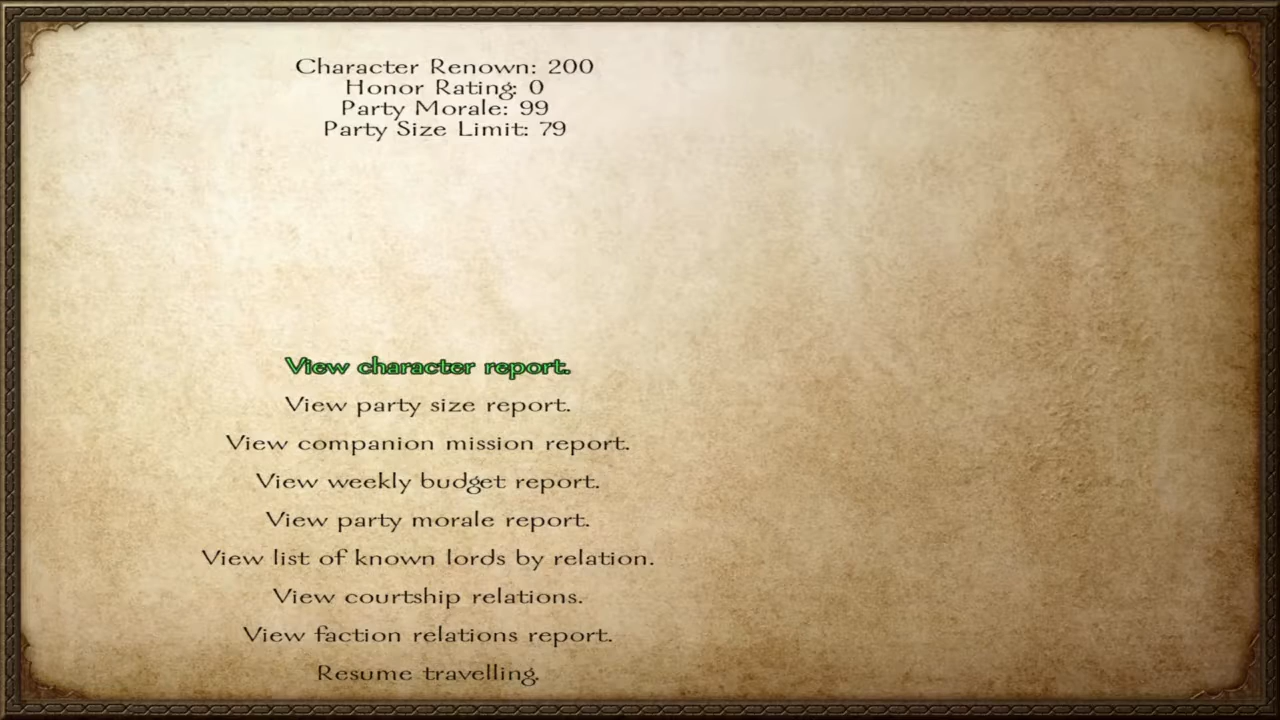 Character Renown: 200
Honor Rating: 0
Party Morale: 99
Party Size Limit: 79
View character report.
View party size report.
View companion mission report.
View weekly budget report.
View party morale report.
View list of known lords by relation.
View courtship relations.
View faction relations report.
Resume travelling.